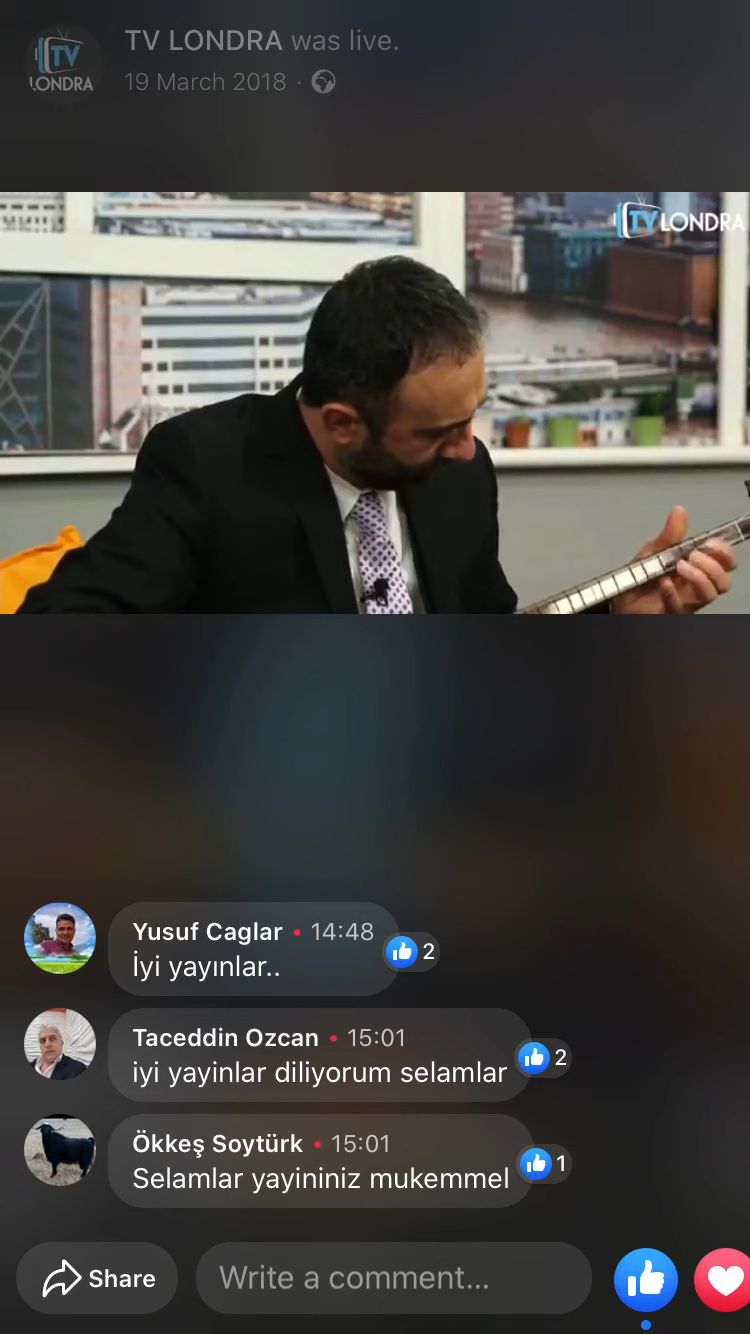 TV
LONDRA
TV LONDRA was live.
19 March 2018 ·
TV LONDRA
Yusuf Caglar • 14:48
İyi yayınlar..
2
Taceddin Ozcan • 15:01
iyi yayinlar diliyorum selamlar
2
Ökkeş Soytürk • 15:01
Selamlar yayininiz mukemmel
1
Share
Write a comment...